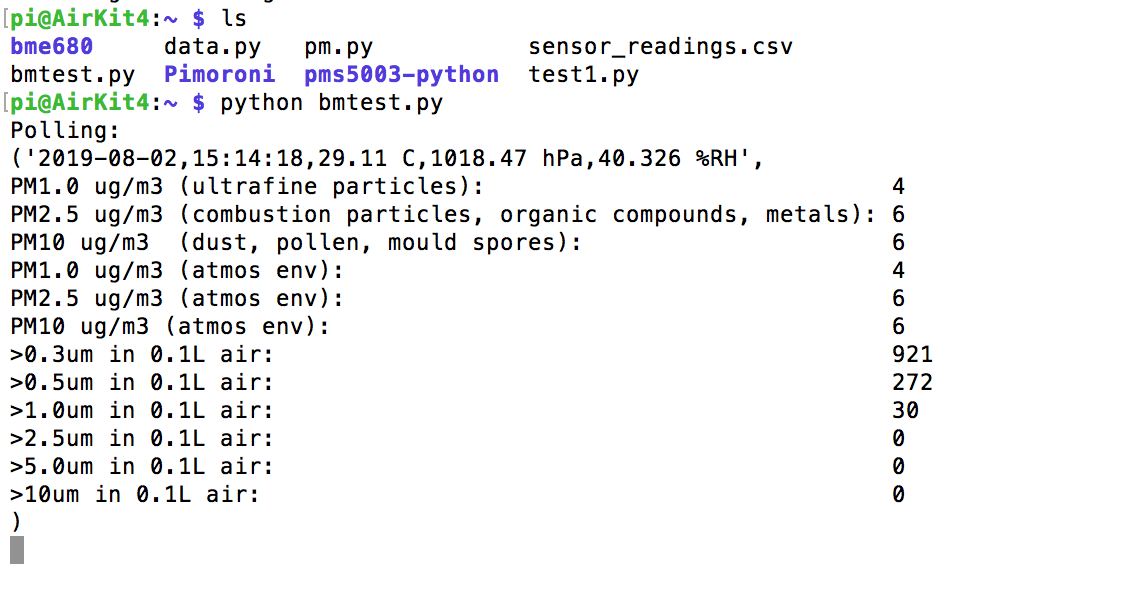 [pi@AirKit4:~ $ ls
bme680     data.py   pm.py           sensor_readings.csv
bmtest.py  Pimoroni  pms5003-python  test1.py
[pi@AirKit4:~ $ python bmtest.py
Polling:
('2019-08-02,15:14:18,29.11 C,1018.47 hPa,40.326 %RH',
PM1.0 ug/m3 (ultrafine particles):                             4
PM2.5 ug/m3 (combustion particles, organic compounds, metals): 6
PM10 ug/m3  (dust, pollen, mould spores):                      6
PM1.0 ug/m3 (atmos env):                                       4
PM2.5 ug/m3 (atmos env):                                       6
PM10 ug/m3 (atmos env):                                        6
>0.3um in 0.1L air:                                            921
>0.5um in 0.1L air:                                            272
>1.0um in 0.1L air:                                            30
>2.5um in 0.1L air:                                            0
>5.0um in 0.1L air:                                            0
>10um in 0.1L air:                                             0
)